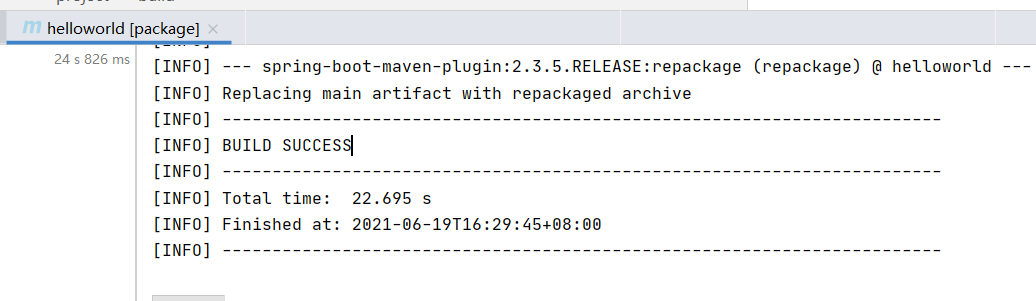 helloworld [package]
24 s 826 ms
[INFO] --- spring-boot-maven-plugin:2.3.5.RELEASE:repackage (repackage) @ helloworld ---
[INFO] Replacing main artifact with repackaged archive
[INFO] ------------------------------------------------------------------------
[INFO] BUILD SUCCESS
[INFO] ------------------------------------------------------------------------
[INFO] Total time:  22.695 s
[INFO] Finished at: 2021-06-19T16:29:45+08:00
[INFO] ------------------------------------------------------------------------